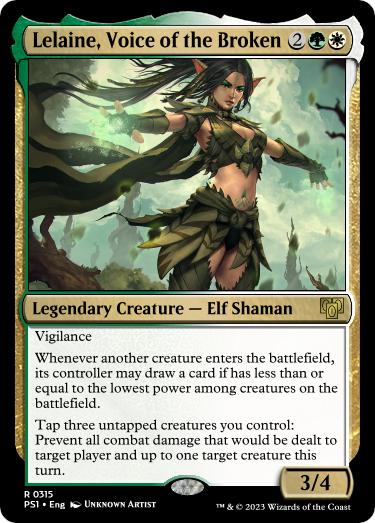 Lelaine, Voice of the Broken 2
Legendary Creature — Elf Shaman
Vigilance
Whenever another creature enters the battlefield,
its controller may draw a card if has less than or
equal to the lowest power among creatures on the
battlefield.
Tap three untapped creatures you control:
Prevent all combat damage that would be dealt to
target player and up to one target creature this
turn.
3/4
R 0315
PS1 • Eng Unknown Artist
™ & © 2023 Wizards of the Coast